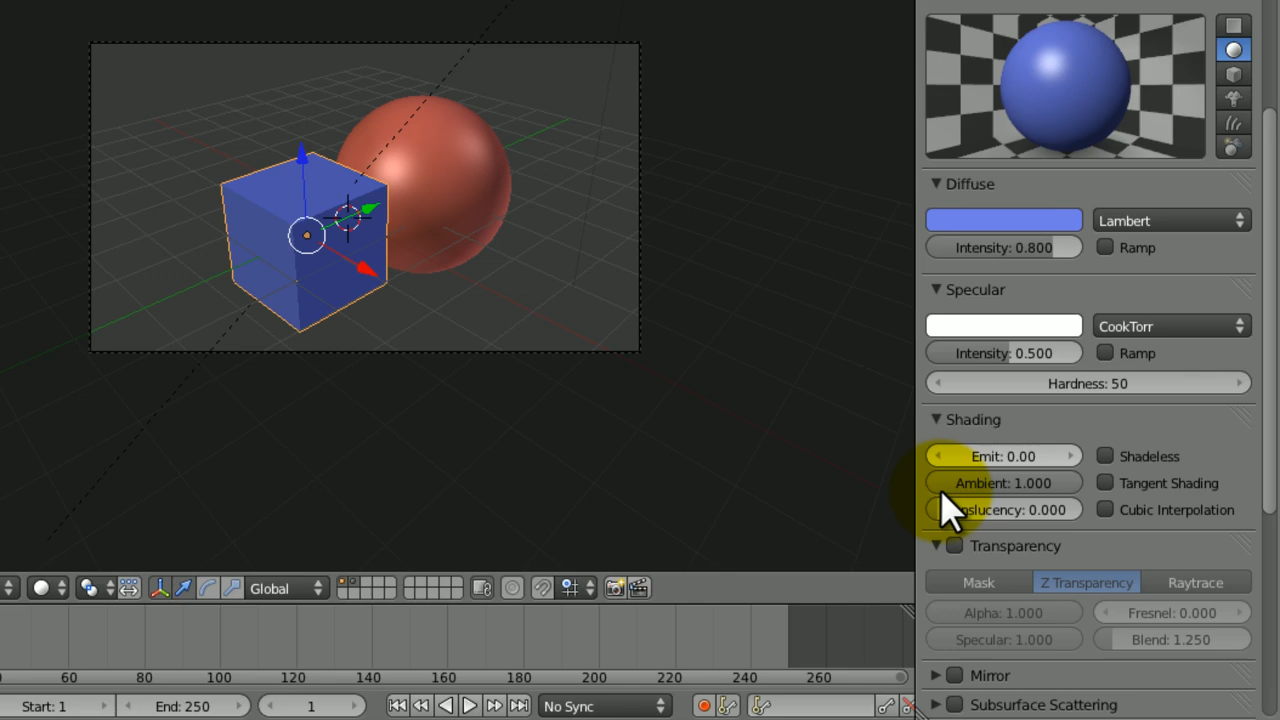 Diffuse
Lambert
Intensity: 0.800 Ramp
Specular
CookTorr
Intensity: 0.500 Ramp
Hardness: 50
Shading
Emit: 0.00 Shadeless
Ambient: 1.000 Tangent Shading
nslucency: 0.000 Cubic Interpolation
Transparency
Mask Z Transparency Raytrace
Alpha: 1.000 Fresnel: 0.000
Specular: 1.000 Blend: 1.250
Mirror
Subsurface Scattering
Global
60 80 100 120 140 160 180 200 220 240 260
Start: 1 End: 250 1 No Sync